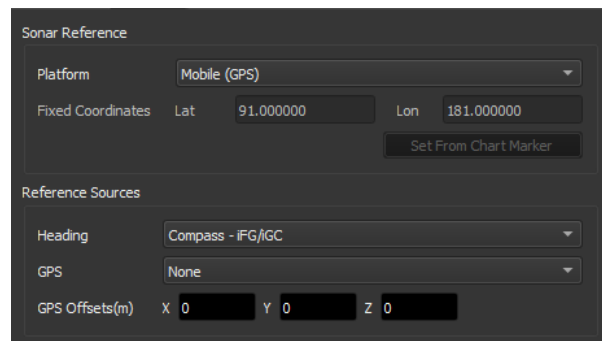 Sonar Reference
Platform Mobile (GPS)
Fixed Coordinates Lat 91.000000 Lon 181.000000
Set From Chart Marker
Reference Sources
Heading Compass - iFG/iGC
GPS None
GPS Offsets(m) X 0 Y 0 Z 0